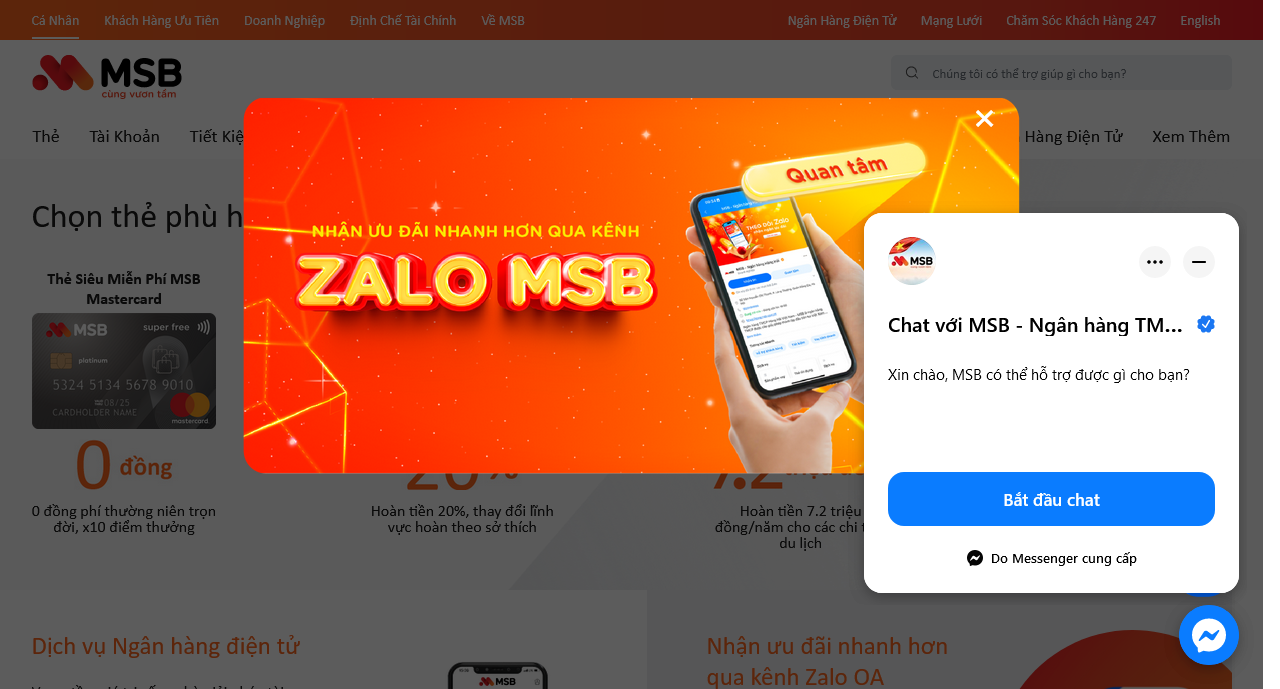 Cá Nhân Khách Hàng Ưu Tiên Doanh Nghiệp Định Chế Tài Chính Về MSB Ngân Hàng Điện Tử Mạng Lưới Chăm Sóc Khách Hàng 247 English
MSB
cùng vươn tầm
Chúng tôi có thể trợ giúp gì cho bạn?
Thẻ Tài Khoản Tiết Hàng Điện Tử Xem Thêm
Quan tâm
NHẬN ƯU ĐÃI NHANH HƠN QUA KÊNH
ZALO MSB
Chọn thẻ phù
Thẻ Siêu Miễn Phí MSB
Mastercard
MSB super free
platinum
5324 5134 5678 9010
08/25
CARDHOLDER NAME
mastercard
0 đồng
0 đồng phí thường niên trọn
đời, x10 điểm thưởng
20%
Hoàn tiền 20%, thay đổi lĩnh
vực hoàn theo sở thích
7.2
Hoàn tiền 7.2 triệu
đồng/năm cho các chi
du lịch
MSB
Chat với MSB - Ngân hàng TM...
Xin chào, MSB có thể hỗ trợ được gì cho bạn?
Bắt đầu chat
Do Messenger cung cấp
Dịch vụ Ngân hàng điện tử
MSB
Nhận ưu đãi nhanh hơn
qua kênh Zalo OA